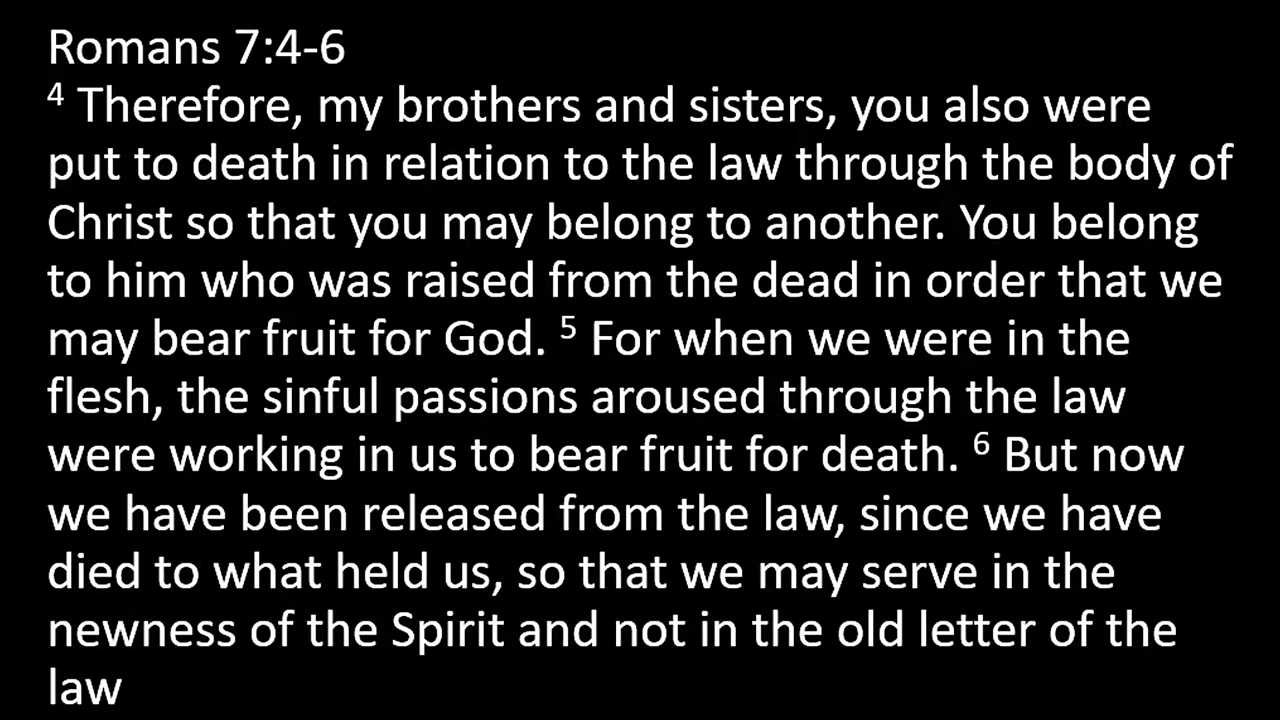 Romans 7:4-6
4 Therefore, my brothers and sisters, you also were
put to death in relation to the law through the body of
Christ so that you may belong to another. You belong
to him who was raised from the dead in order that we
may bear fruit for God. 5 For when we were in the
flesh, the sinful passions aroused through the law
were working in us to bear fruit for death. 6 But now
we have been released from the law, since we have
died to what held us, so that we may serve in the
newness of the Spirit and not in the old letter of the
law